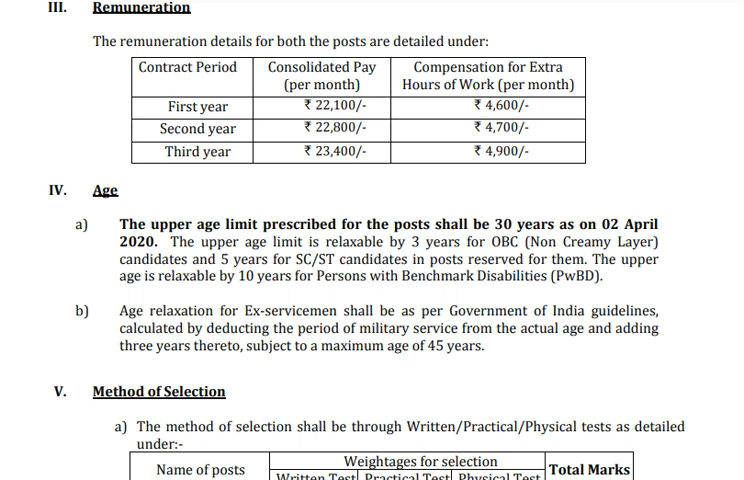 III. Remuneration
The remuneration details for both the posts are detailed under:
Contract Period Consolidated Pay (per month) Compensation for Extra Hours of Work (per month)
First year ₹ 22,100/- ₹ 4,600/-
Second year ₹ 22,800/- ₹ 4,700/-
Third year ₹ 23,400/- ₹ 4,900/-
IV. Age
a) The upper age limit prescribed for the posts shall be 30 years as on 02 April
2020. The upper age limit is relaxable by 3 years for OBC (Non Creamy Layer)
candidates and 5 years for SC/ST candidates in posts reserved for them. The upper
age is relaxable by 10 years for Persons with Benchmark Disabilities (PwBD).
b) Age relaxation for Ex-servicemen shall be as per Government of India guidelines,
calculated by deducting the period of military service from the actual age and adding
three years thereto, subject to a maximum age of 45 years.
V. Method of Selection
a) The method of selection shall be through Written/Practical/Physical tests as detailed
under:-
Name of posts Weightages for selection Total Marks
Written Test Practical Test Physical Test